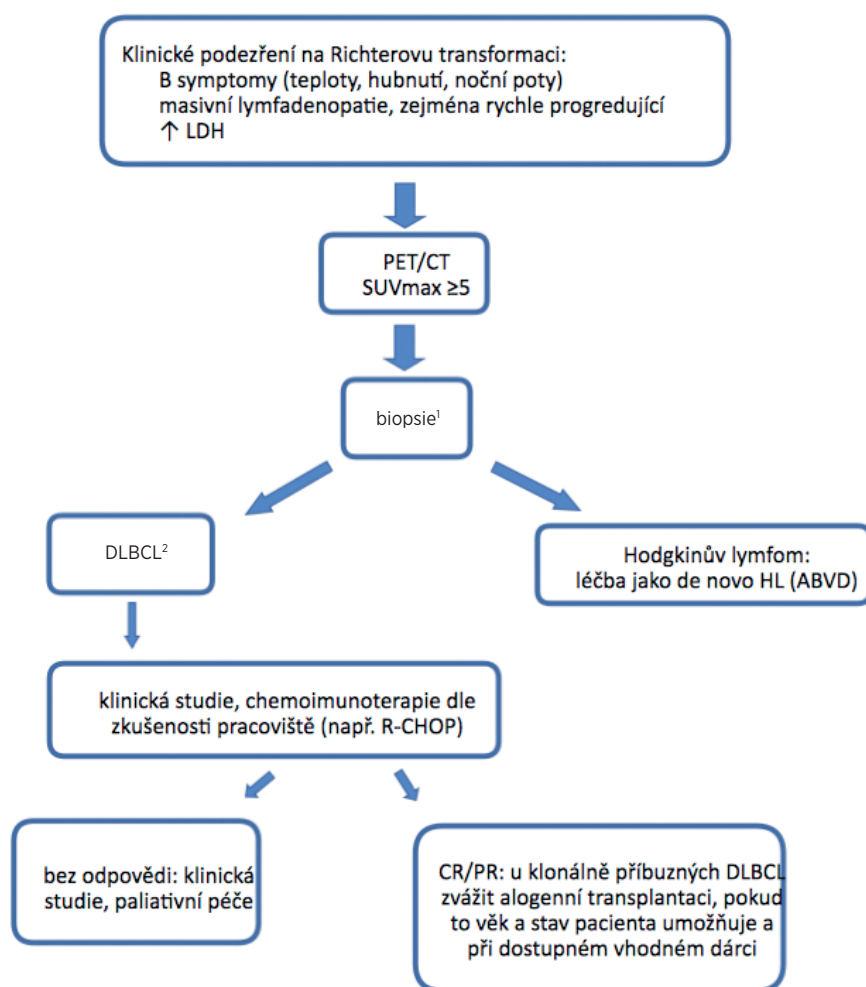 Klinické podezření na Richterovu transformaci:
B symptomy (teploty, hubnutí, noční poty)
masivní lymfadenopatie, zejména rychle progredující
↑ LDH
PET/CT
SUVmax ≥5
biopsie¹
DLBCL²
Hodgkinův lymfom:
léčba jako de novo HL (ABVD)
klinická studie, chemoimunoterapie dle
zkušenosti pracoviště (např. R-CHOP)
bez odpovědi: klinická
studie, paliativní péče
CR/PR: u klonálně příbuzných DLBCL
zvážit alogenní transplantaci, pokud
to věk a stav pacienta umožňuje a
při dostupném vhodném dárci